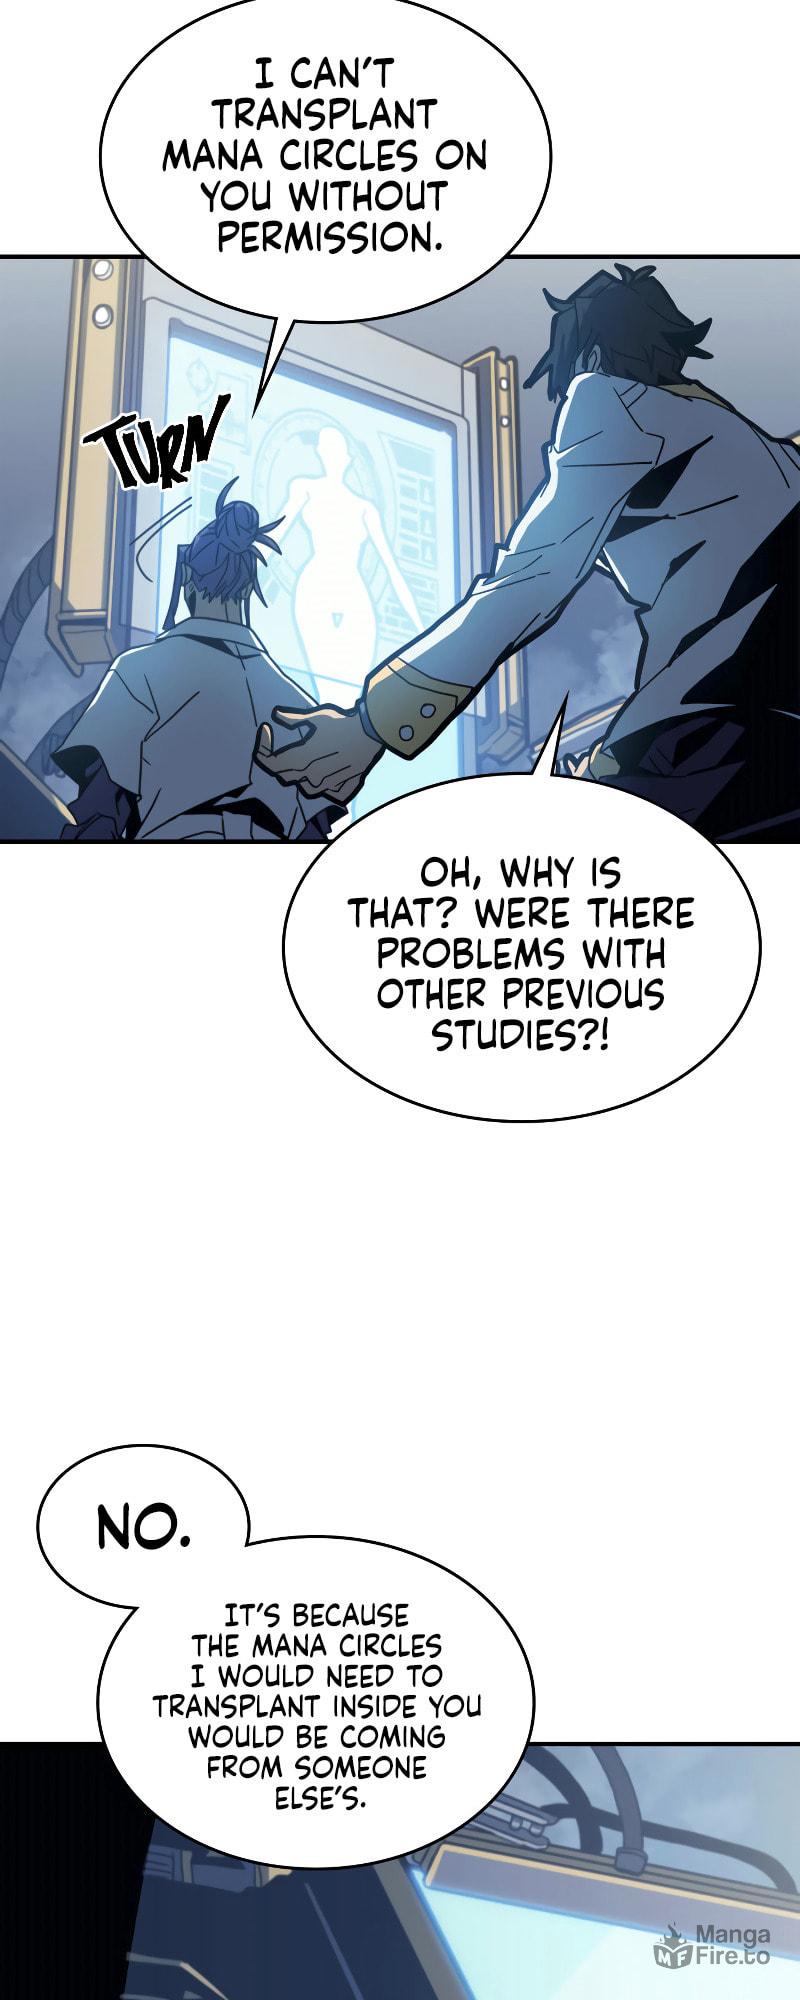 I CAN'T
TRANSPLANT
MANA CIRCLES ON
YOU WITHOUT
PERMISSION.
TURN
OH, WHY IS
THAT? WERE THERE
PROBLEMS WITH
OTHER PREVIOUS
STUDIES?!
NO.
IT'S BECAUSE
THE MANA CIRCLES
I WOULD NEED TO
TRANSPLANT INSIDE YOU
WOULD BE COMING
FROM SOMEONE
ELSE'S.
Manga
MF Fire.to